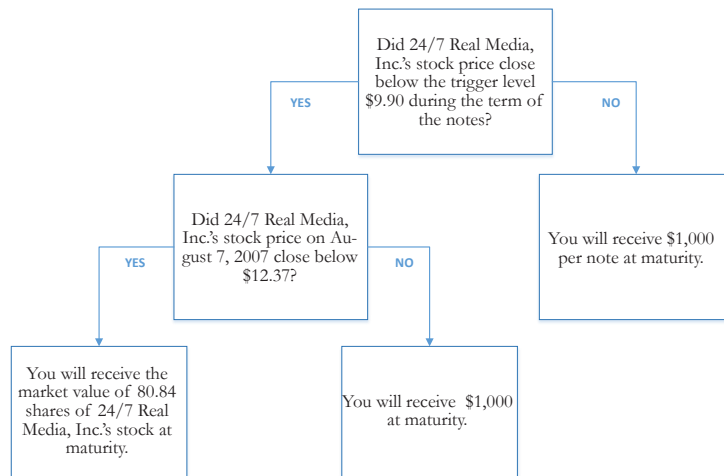 Did 24/7 Real Media,
Inc.'s stock price close
below the trigger level
$9.90 during the term of
the notes?
YES
NO
Did 24/7 Real Media,
Inc.'s stock price on Au-
gust 7, 2007 close below
$12.37?
You will receive $1,000
per note at maturity.
YES
NO
You will receive the
market value of 80.84
shares of 24/7 Real
Media, Inc.'s stock at
maturity.
You will receive $1,000
at maturity.